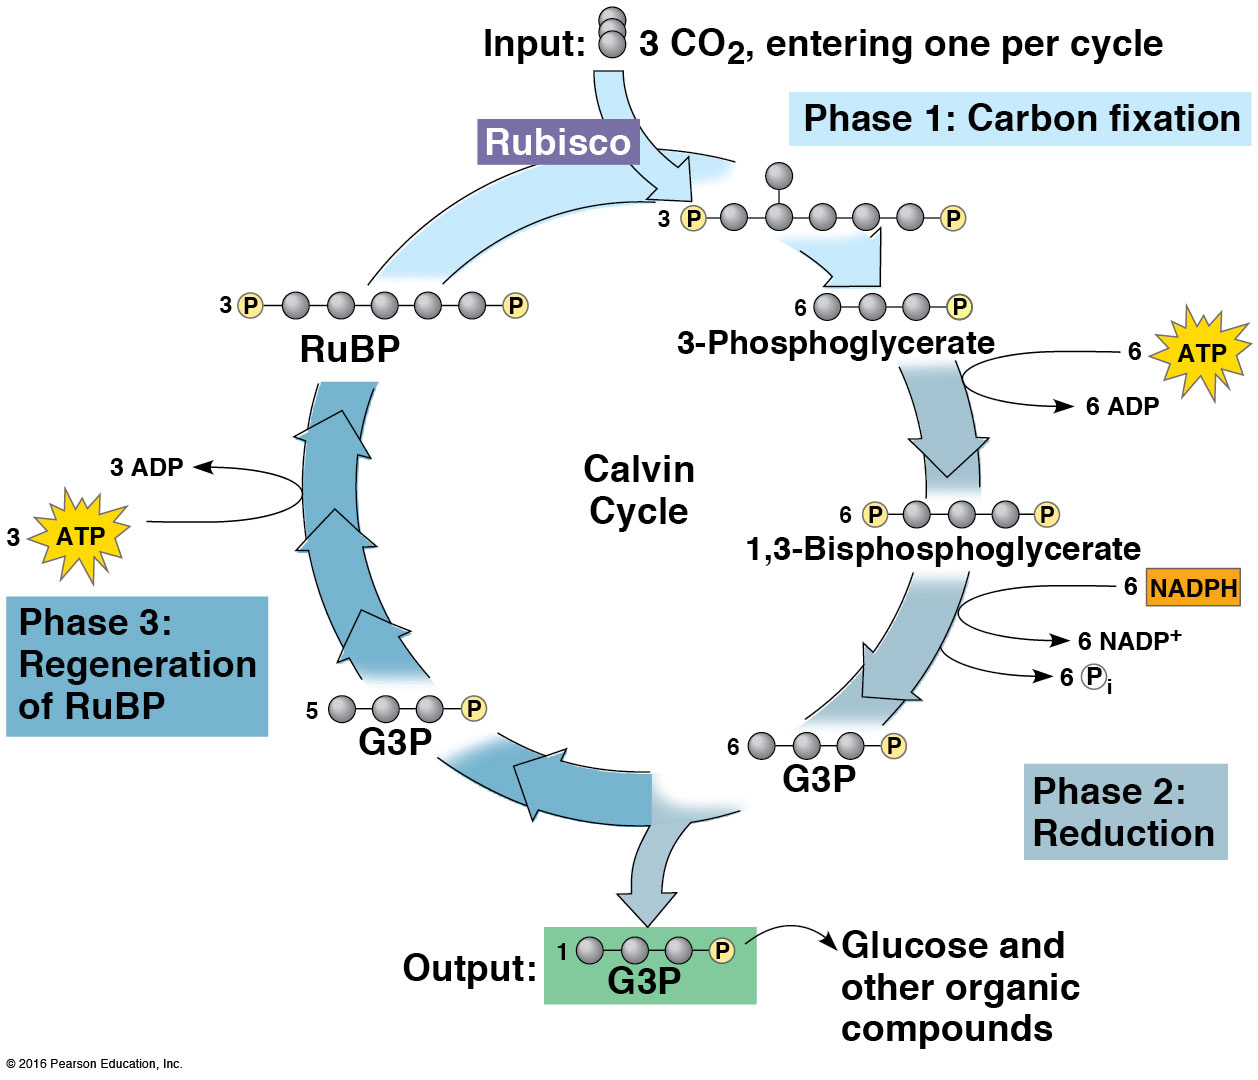 Input: 3 CO2, entering one per cycle
Phase 1: Carbon fixation
Rubisco
3 P P
3 P P
RuBP
6 P
3-Phosphoglycerate
6 ATP
6 ADP
Calvin
Cycle
3 ADP
3 ATP
6 P P
1,3-Bisphosphoglycerate
6 NADPH
6 NADP+
6 Pi
Phase 3:
Regeneration
of RuBP
5 P
G3P
6 P
G3P
Phase 2:
Reduction
Output:
1 P
G3P
Glucose and
other organic
compounds
© 2016 Pearson Education, Inc.